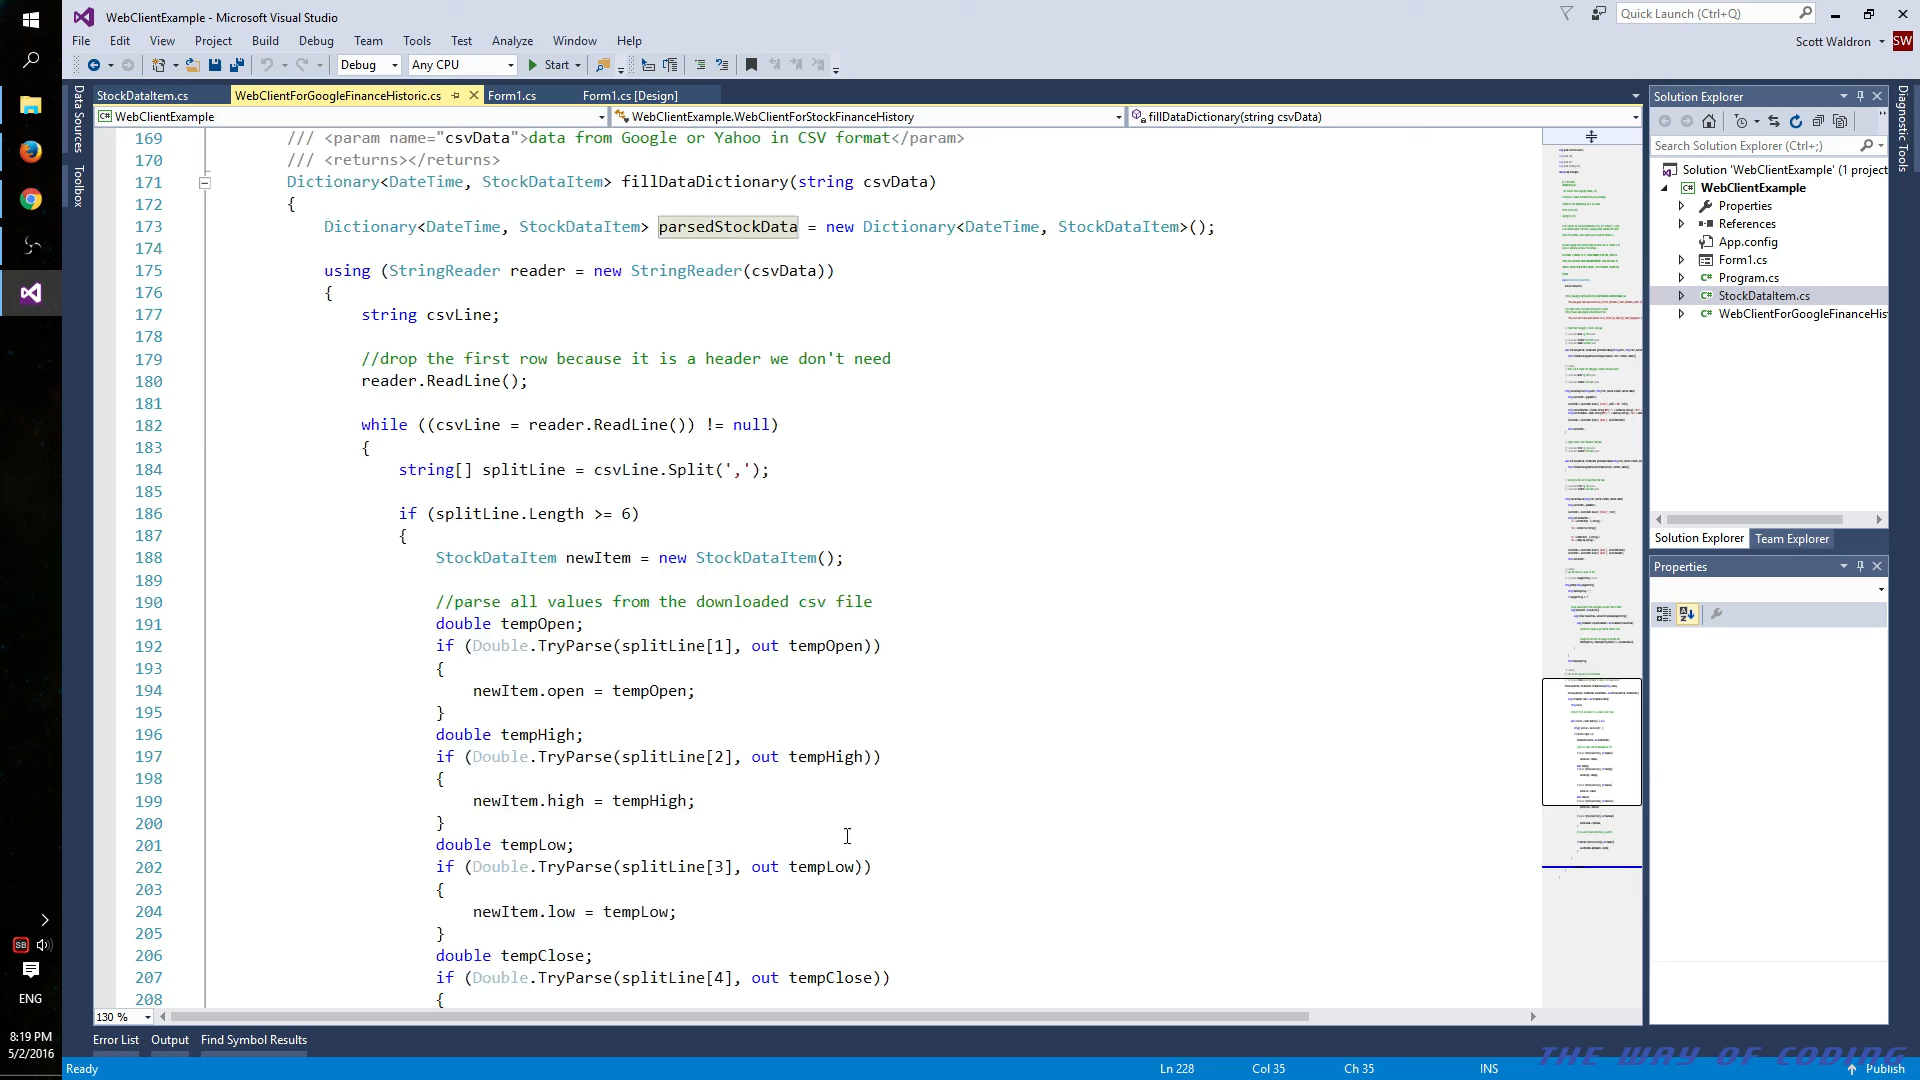 WebClientExample - Microsoft Visual Studio
Quick Launch (Ctrl+Q)
File Edit View Project Build Debug Team Tools Test Analyze Window Help
Scott Waldron SW
Debug Any CPU Start
Data Sources
Toolbox
StockDataItem.cs WebClientForGoogleFinanceHistoric.cs Form1.cs Form1.cs [Design]
WebClientExample WebClientExample.WebClientForStockFinanceHistory fillDataDictionary(string csvData)
169 /// <param name="csvData">data from Google or Yahoo in CSV format</param>
170 /// <returns></returns>
171 Dictionary<DateTime, StockDataItem> fillDataDictionary(string csvData)
172 {
173 Dictionary<DateTime, StockDataItem> parsedStockData = new Dictionary<DateTime, StockDataItem>();
174
175 using (StringReader reader = new StringReader(csvData))
176 {
177 string csvLine;
178
179 //drop the first row because it is a header we don't need
180 reader.ReadLine();
181
182 while ((csvLine = reader.ReadLine()) != null)
183 {
184 string[] splitLine = csvLine.Split(',');
185
186 if (splitLine.Length >= 6)
187 {
188 StockDataItem newItem = new StockDataItem();
189
190 //parse all values from the downloaded csv file
191 double tempOpen;
192 if (Double.TryParse(splitLine[1], out tempOpen))
193 {
194 newItem.open = tempOpen;
195 }
196 double tempHigh;
197 if (Double.TryParse(splitLine[2], out tempHigh))
198 {
199 newItem.high = tempHigh;
200 }
201 double tempLow;
202 if (Double.TryParse(splitLine[3], out tempLow))
203 {
204 newItem.low = tempLow;
205 }
206 double tempClose;
207 if (Double.TryParse(splitLine[4], out tempClose))
208 {
130 %
Error List Output Find Symbol Results
Ready Ln 228 Col 35 Ch 35 INS Publish
THE WAY OF CODING
Solution Explorer
Search Solution Explorer (Ctrl+;)
Solution 'WebClientExample' (1 project
WebClientExample
Properties
References
App.config
Form1.cs
Program.cs
StockDataItem.cs
WebClientForGoogleFinanceHis
Solution Explorer Team Explorer
Properties
Diagnostic Tools
SB
ENG
8:19 PM
5/2/2016